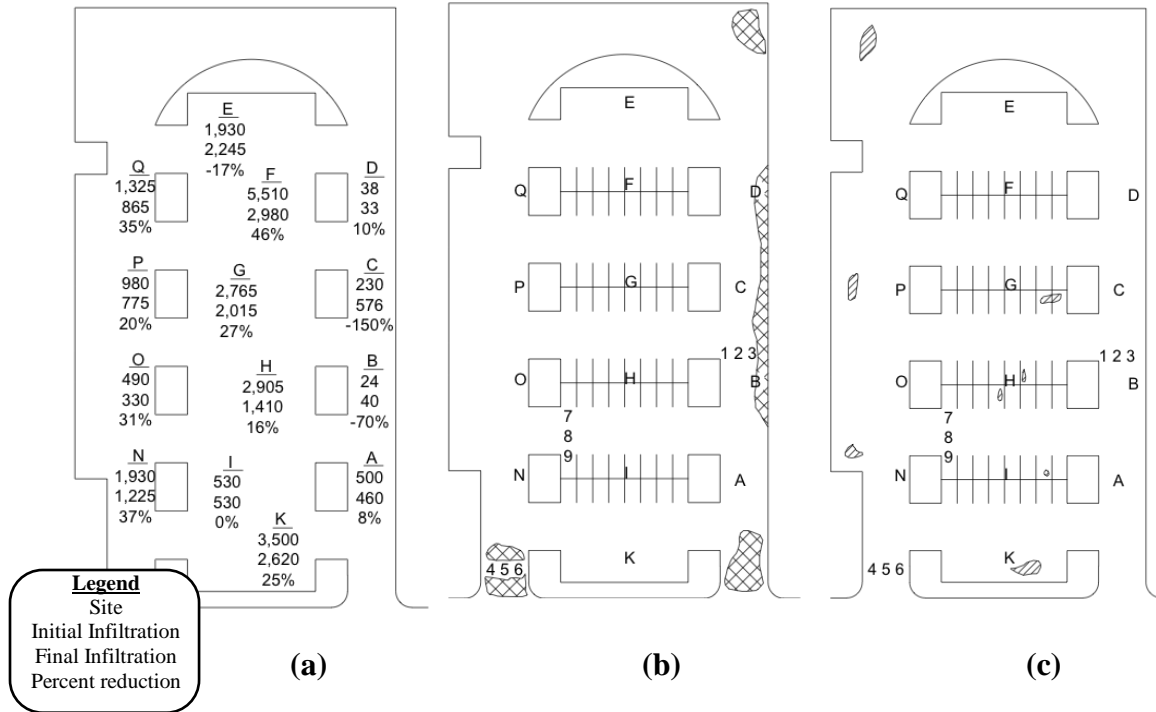 E
1,930
2,245
-17%
Q
1,325
865
35%
F
5,510
2,980
46%
D
38
33
10%
P
980
775
20%
G
2,765
2,015
27%
C
230
576
-150%
O
490
330
31%
H
2,905
1,410
16%
B
24
40
-70%
N
1,930
1,225
37%
I
530
530
0%
A
500
460
8%
K
3,500
2,620
25%
Legend
Site
Initial Infiltration
Final Infiltration
Percent reduction
(a)
E
Q F D
P G C
1 2 3
O H B
7
8
9
N I A
K
4 5 6
(b)
E
Q F D
P G C
1 2 3
O H B
7
8
9
N I A
K
4 5 6
(c)